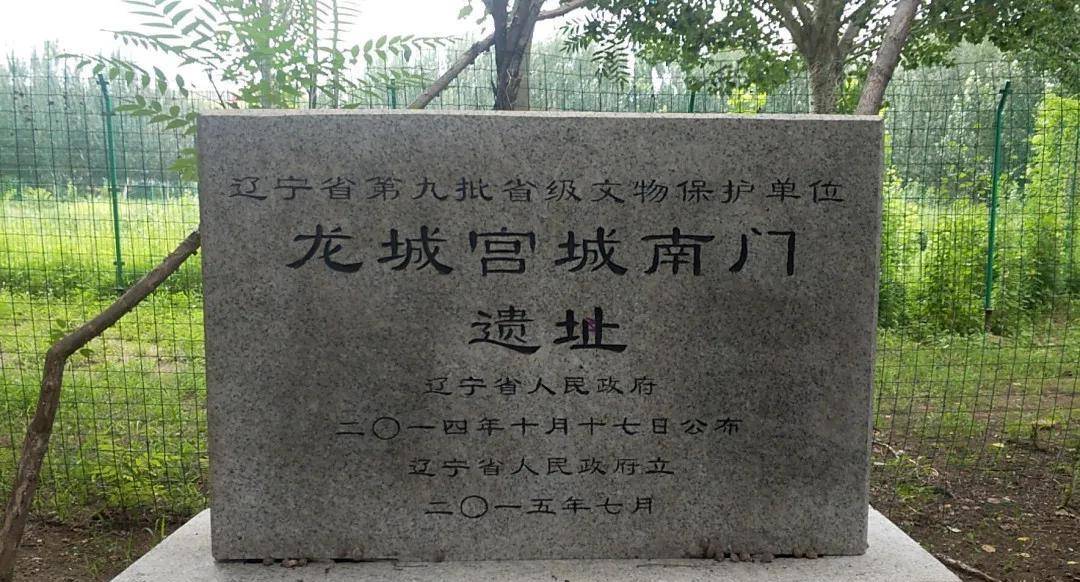 辽宁省第九批省级文物保护单位
龙城宫城南门
遗址
辽宁省人民政府
二〇一四年十月十七日公布
辽宁省人民政府立
二〇一五年七月